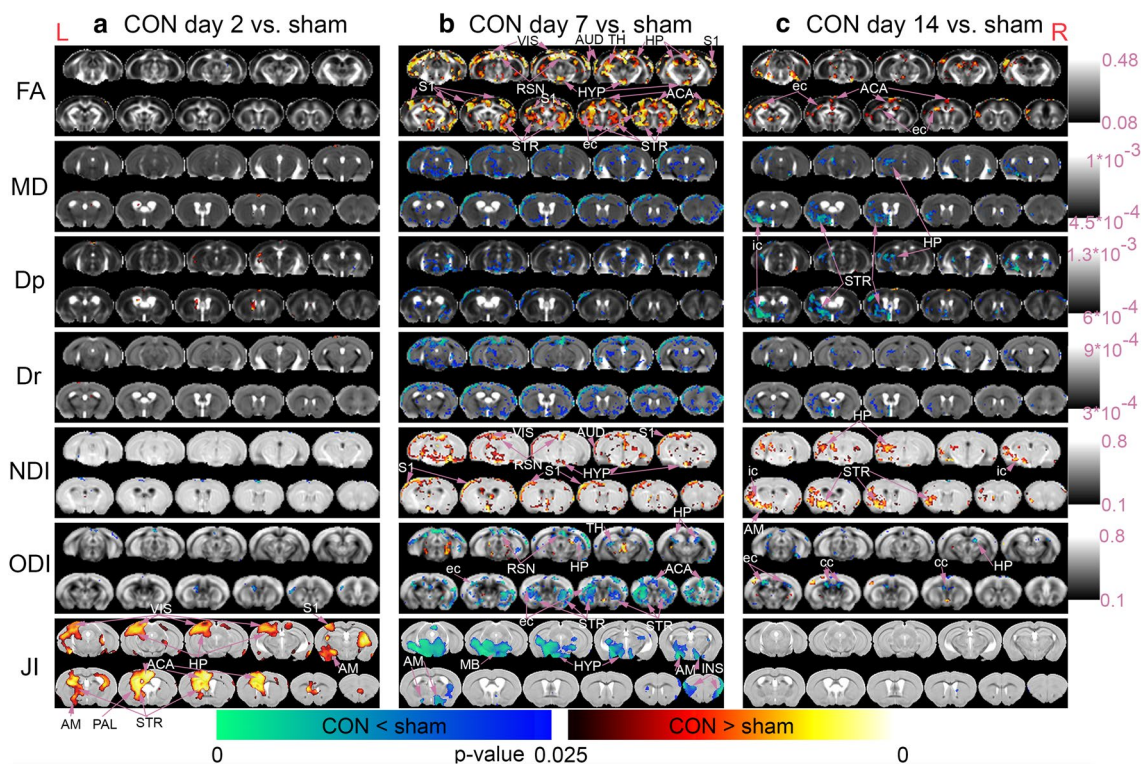 L a CON day 2 vs. sham b CON day 7 vs. sham c CON day 14 vs. sham R
VIS AUD TH HP S1
FA
0.48
S1 RSN S1 HYP ACA
ec ACA
STR ec STR
ec
0.08
MD
1*10-3
4.5*10-4
ic HP
Dp
1.3*10-3
STR
6*10-4
Dr
9*10-4
3*10-4
HP
NDI
VIS AUD S1
RSN HYP
S1 S1
ic STR ic
AM
0.8
0.1
ODI
TH HP
RSN HP
HP
ec ACA
ec cc cc
S1 ec STR STR
0.8
0.1
JI
VIS
ACA HP
AM
AM PAL STR
AM MB HYP AM INS
CON < sham CON > sham
0 p-value 0.025 0